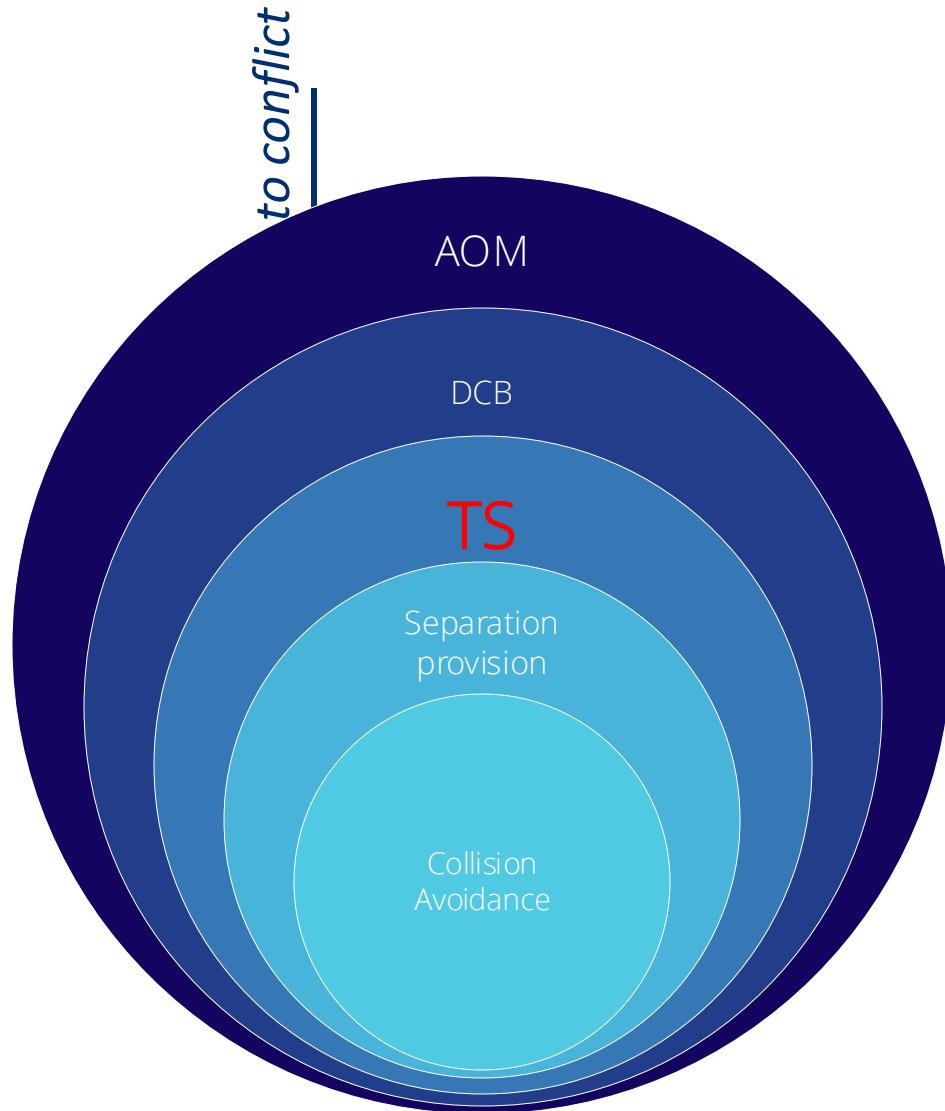 to conflict
AOM
DCB
TS
Separation
provision
Collision
Avoidance